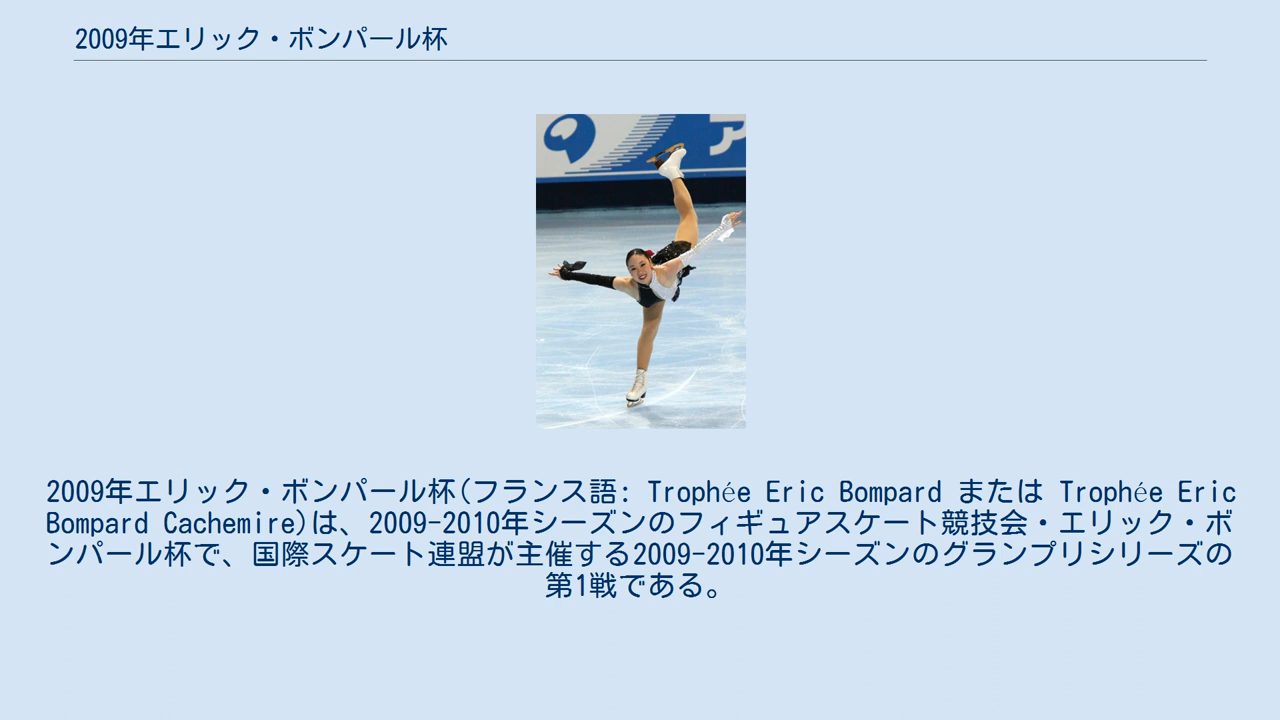 2009年エリック・ボンパール杯
ア
2009年エリック・ボンパール杯(フランス語: Trophée Eric Bompard または Trophée Eric
Bompard Cachemire)は、2009-2010年シーズンのフィギュアスケート競技会・エリック・ボ
ンパール杯で、国際スケート連盟が主催する2009-2010年シーズンのグランプリシリーズの
第1戦である。